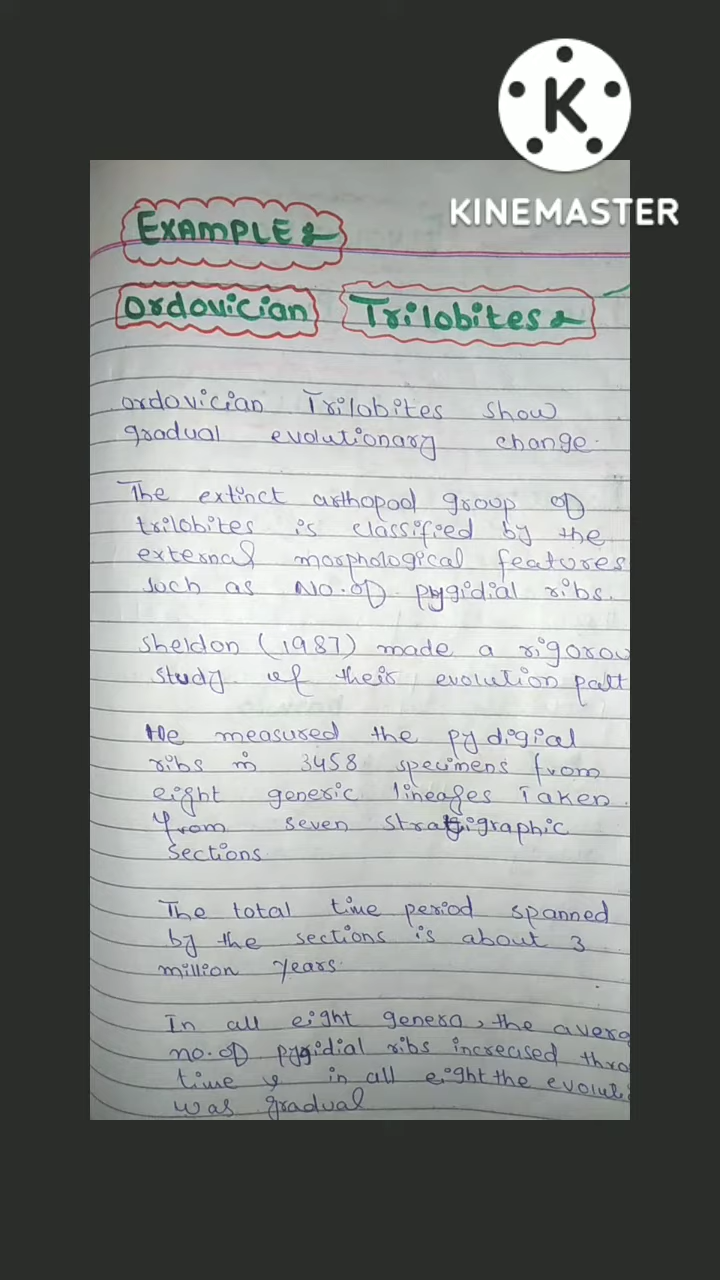 K
KINEMASTER
EXAMPLE :-
Ordovician Trilobites :-
Ordovician Trilobites show
gradual evolutionary change.
The extinct arthopod group of
trilobites is classified by the
external morphological features
such as No. of pygidial ribs.
Sheldon (1987) made a rigorou
study of their evolution patt
He measured the pydigial
ribs in 3458 specimens from
eight generic lineages Taken
from seven stratigraphic
sections
The total time period spanned
by the sections is about 3
million years.
In all eight genera, the averag
no. of pygidial ribs increased thro
time & in all eight the evoluti
was gradual